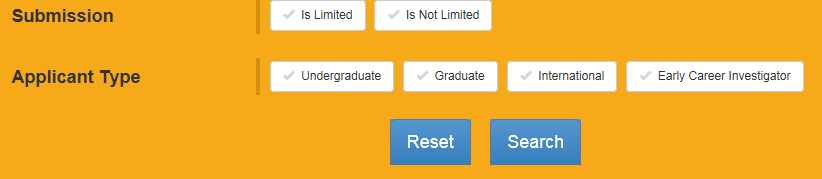 Submission Is Limited Is Not Limited
Applicant Type Undergraduate Graduate International Early Career Investigator
Reset Search